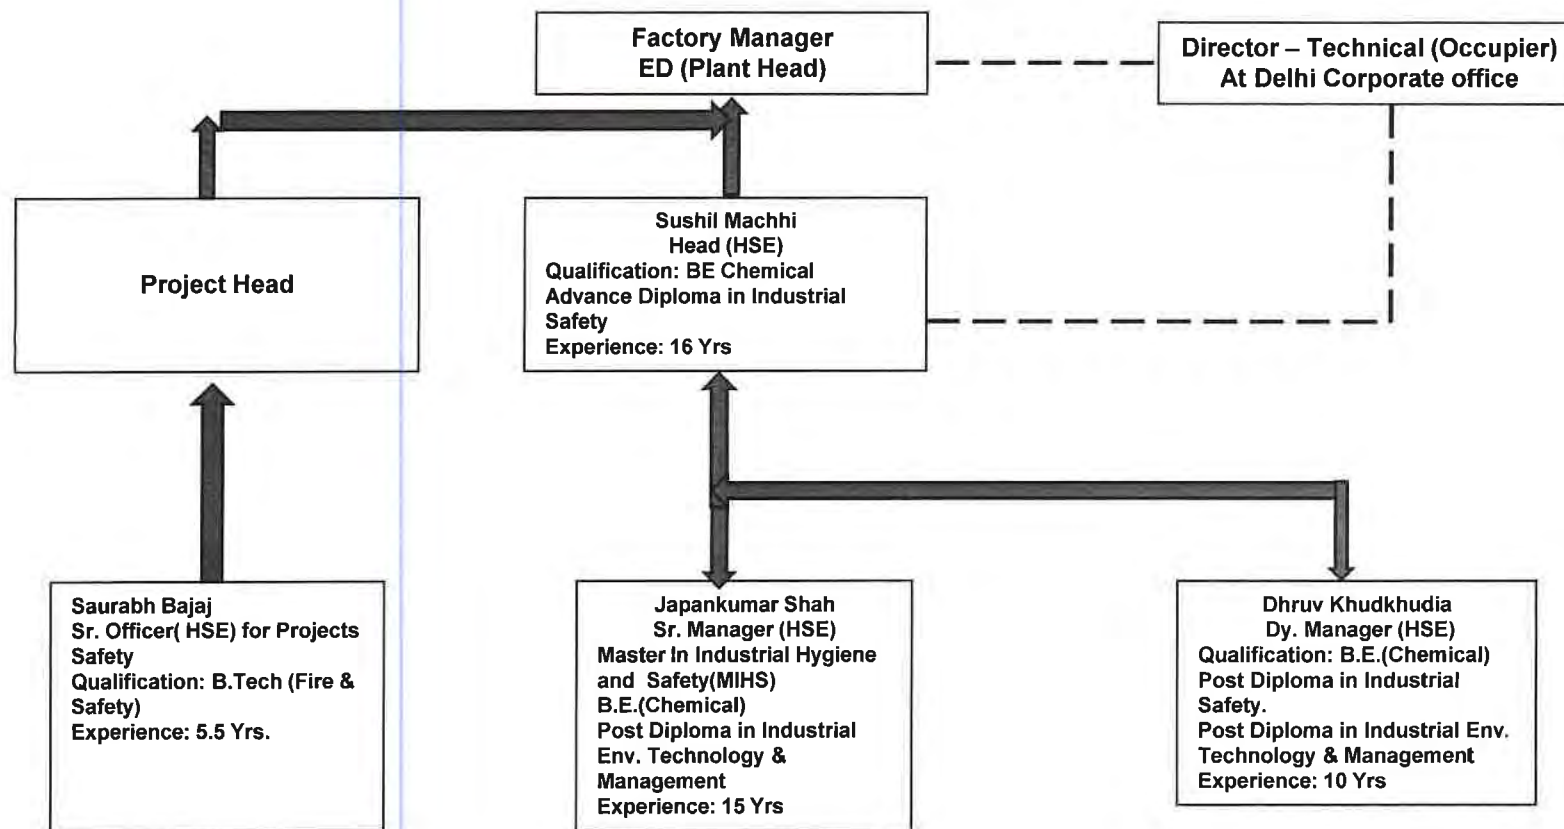 Factory Manager
ED (Plant Head)
Director – Technical (Occupier)
At Delhi Corporate office
Project Head
Sushil Machhi
Head (HSE)
Qualification: BE Chemical
Advance Diploma in Industrial
Safety
Experience: 16 Yrs
Saurabh Bajaj
Sr. Officer( HSE) for Projects
Safety
Qualification: B.Tech (Fire &
Safety)
Experience: 5.5 Yrs.
Japankumar Shah
Sr. Manager (HSE)
Master In Industrial Hygiene
and Safety(MIHS)
B.E.(Chemical)
Post Diploma in Industrial
Env. Technology &
Management
Experience: 15 Yrs
Dhruv Khudkhudia
Dy. Manager (HSE)
Qualification: B.E.(Chemical)
Post Diploma in Industrial
Safety.
Post Diploma in Industrial Env.
Technology & Management
Experience: 10 Yrs